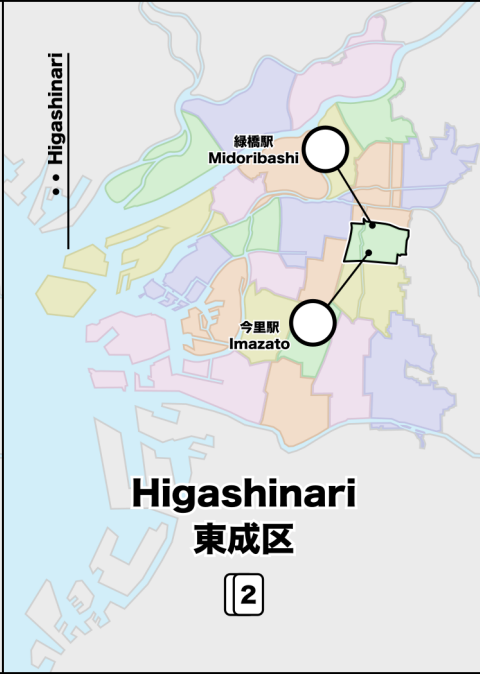 Higashinari
緑橋駅
Midoribashi
今里駅
Imazato
Higashinari
東成区
2